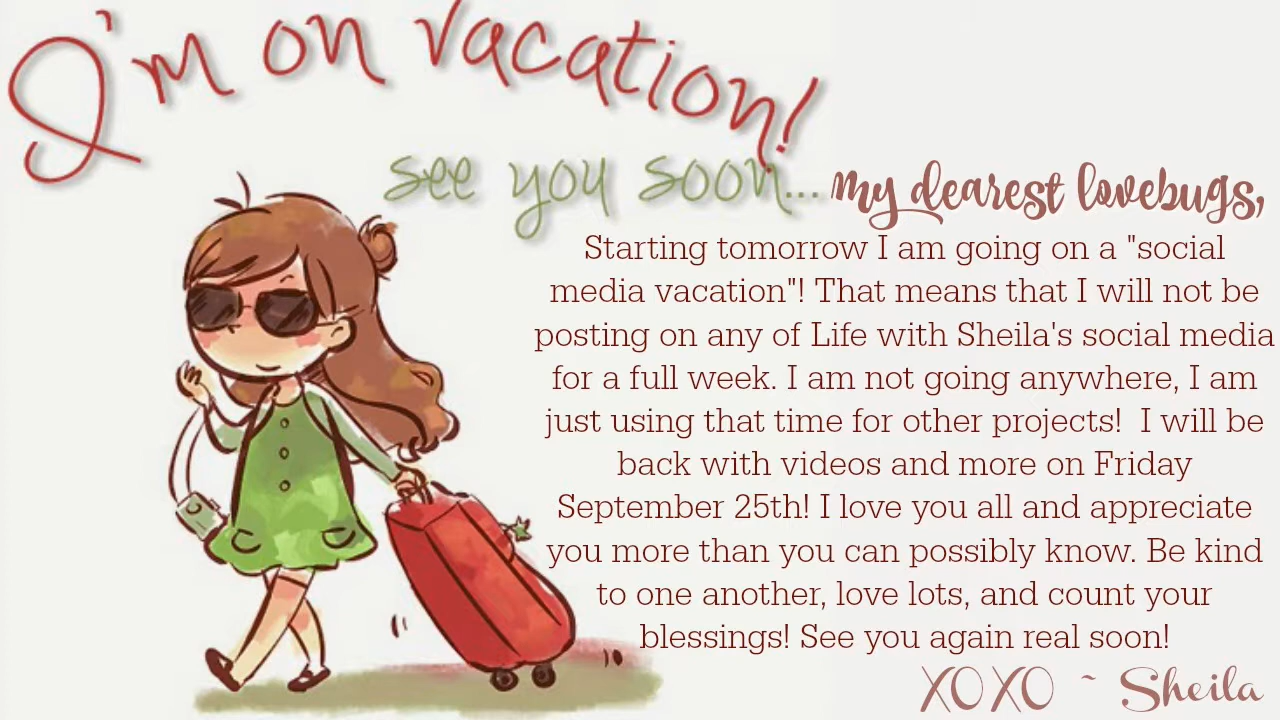 I'm on vacation!
see you soon...
my dearest lovebugs,
Starting tomorrow I am going on a "social
media vacation"! That means that I will not be
posting on any of Life with Sheila's social media
for a full week. I am not going anywhere, I am
just using that time for other projects!  I will be
back with videos and more on Friday
September 25th! I love you all and appreciate
you more than you can possibly know. Be kind
to one another, love lots, and count your
blessings! See you again real soon!
XOXO ~ Sheila